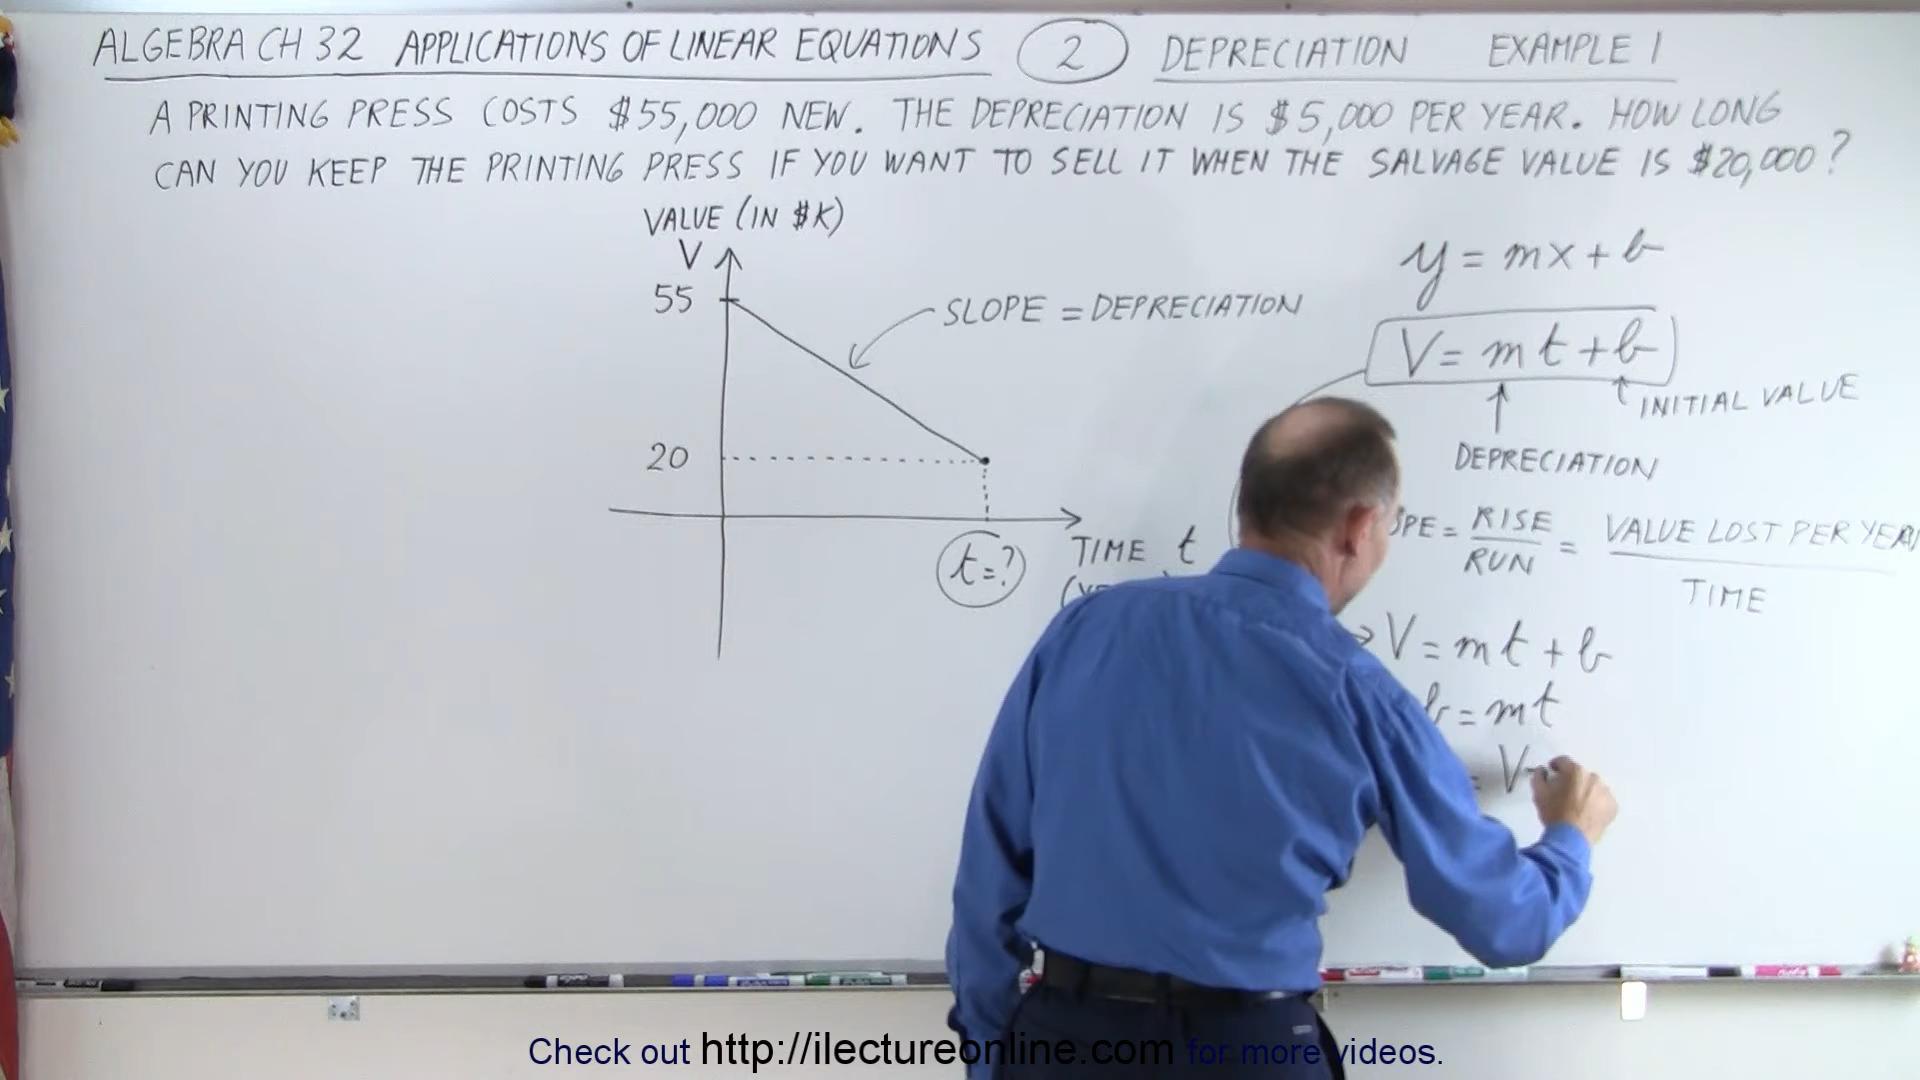 ALGEBRA CH 32 APPLICATIONS OF LINEAR EQUATIONS 2 DEPRECIATION EXAMPLE 1
A PRINTING PRESS COSTS $55,000 NEW. THE DEPRECIATION IS $5,000 PER YEAR. HOW LONG
CAN YOU KEEP THE PRINTING PRESS IF YOU WANT TO SELL IT WHEN THE SALVAGE VALUE IS $20,000?
VALUE (IN $K)
V
55
SLOPE = DEPRECIATION
20
t=?
TIME t
y = mx + b
V = mt + b
INITIAL VALUE
DEPRECIATION
= RISE / RUN = VALUE LOST PER YEAR / TIME
V = mt + b
b = mt
= V-
Check out http://ilectureonline.com for more videos.